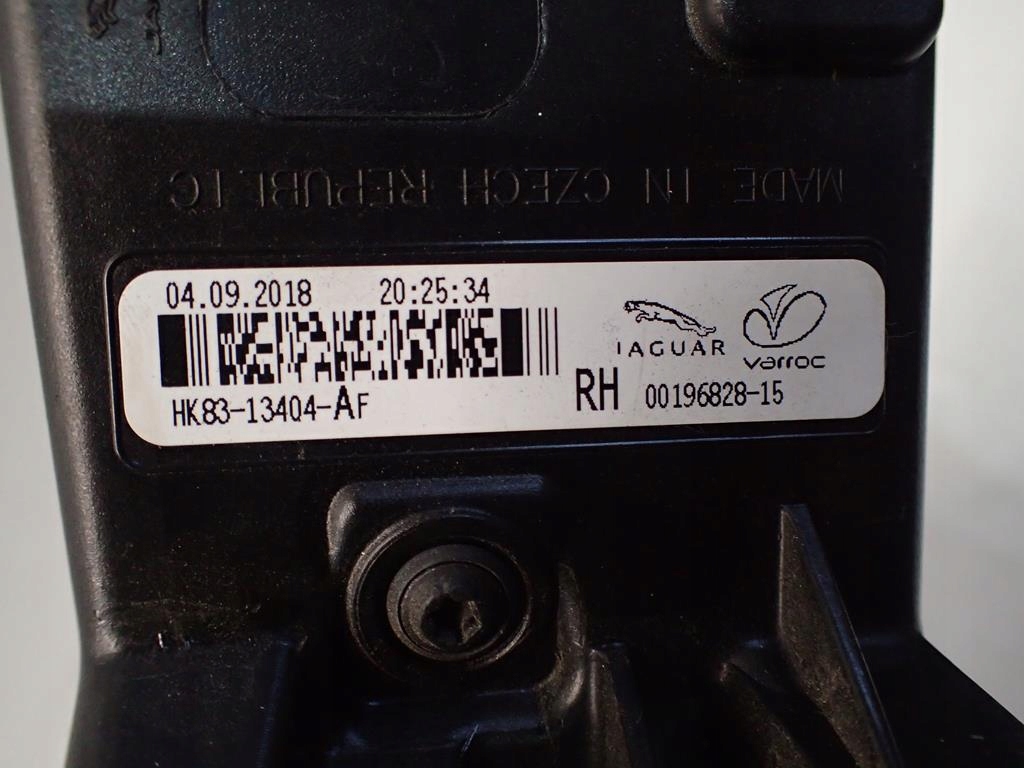 MADE IN CZECH REPUBLIC
04.09.2018 20:25:34
JAGUAR varroc
HK83-13404-AF
RH 00196828-15